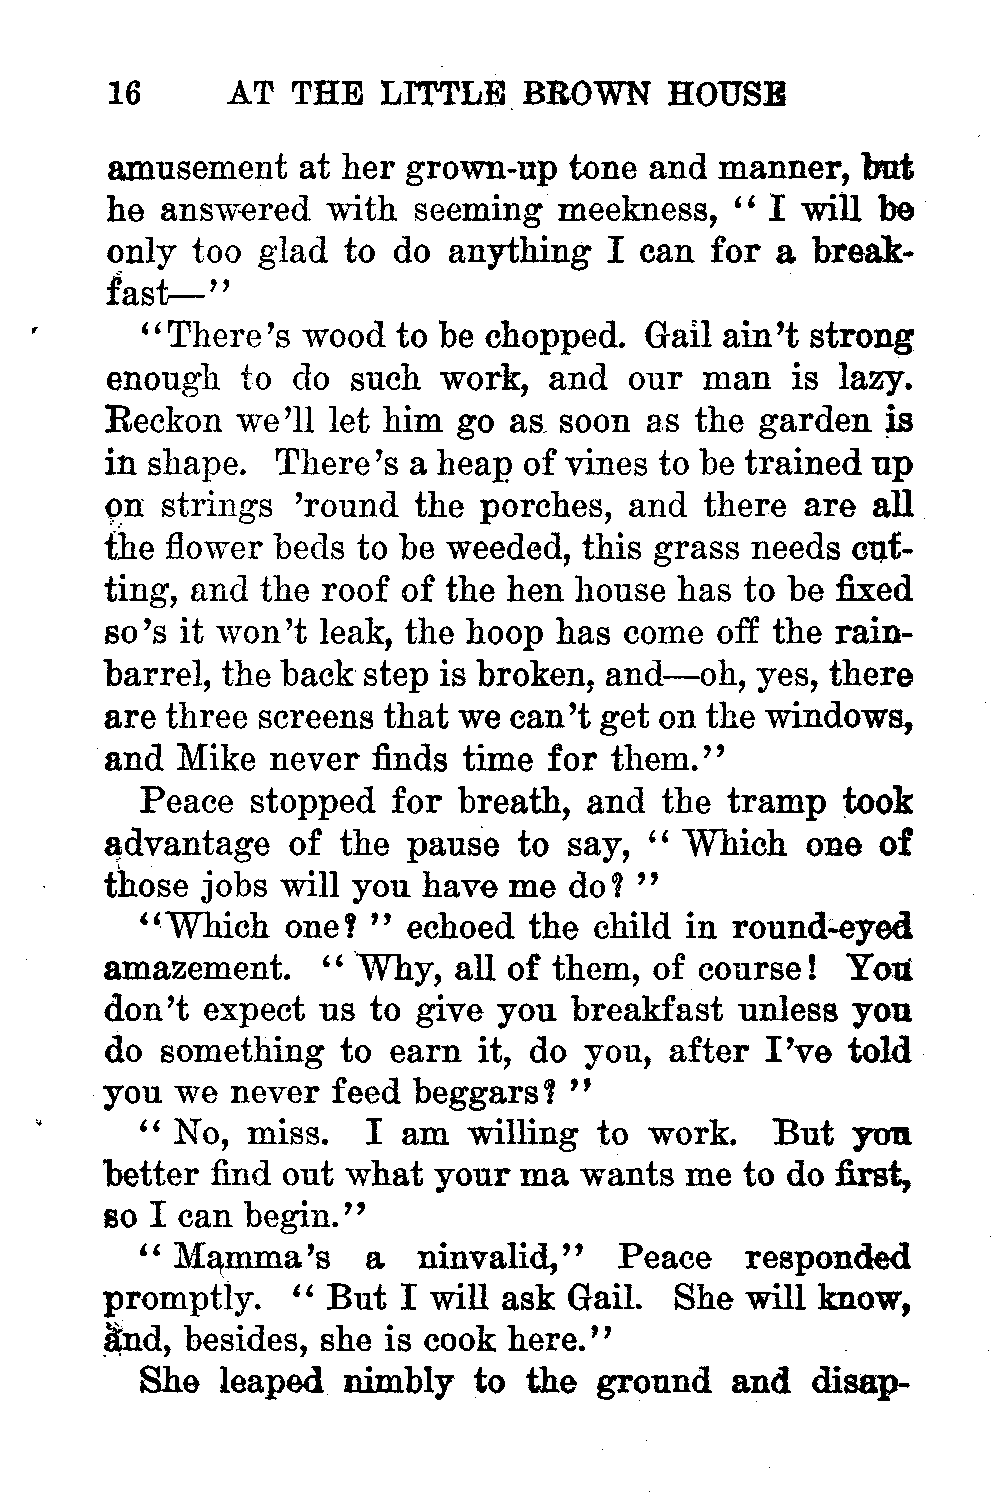 16 AT THE LITTLE BROWN HOUSE
amusement at her grown-up tone and manner, but
he answered with seeming meekness, “ I will be
only too glad to do anything I can for a break-
fast—”
“There’s wood to be chopped. Gail ain’t strong
enough to do such work, and our man is lazy.
Reckon we’ll let him go as soon as the garden is
in shape. There’s a heap of vines to be trained up
on strings ’round the porches, and there are all
the flower beds to be weeded, this grass needs cut-
ting, and the roof of the hen house has to be fixed
so’s it won’t leak, the hoop has come off the rain-
barrel, the back step is broken, and—oh, yes, there
are three screens that we can’t get on the windows,
and Mike never finds time for them.”
Peace stopped for breath, and the tramp took
advantage of the pause to say, “ Which one of
those jobs will you have me do? ”
“Which one? ” echoed the child in round-eyed
amazement. “ Why, all of them, of course! You
don’t expect us to give you breakfast unless you
do something to earn it, do you, after I’ve told
you we never feed beggars? ”
“ No, miss. I am willing to work. But you
better find out what your ma wants me to do first,
so I can begin.”
“ Mamma’s a ninvalid,” Peace responded
promptly. “ But I will ask Gail. She will know,
and, besides, she is cook here.”
She leaped nimbly to the ground and disap-